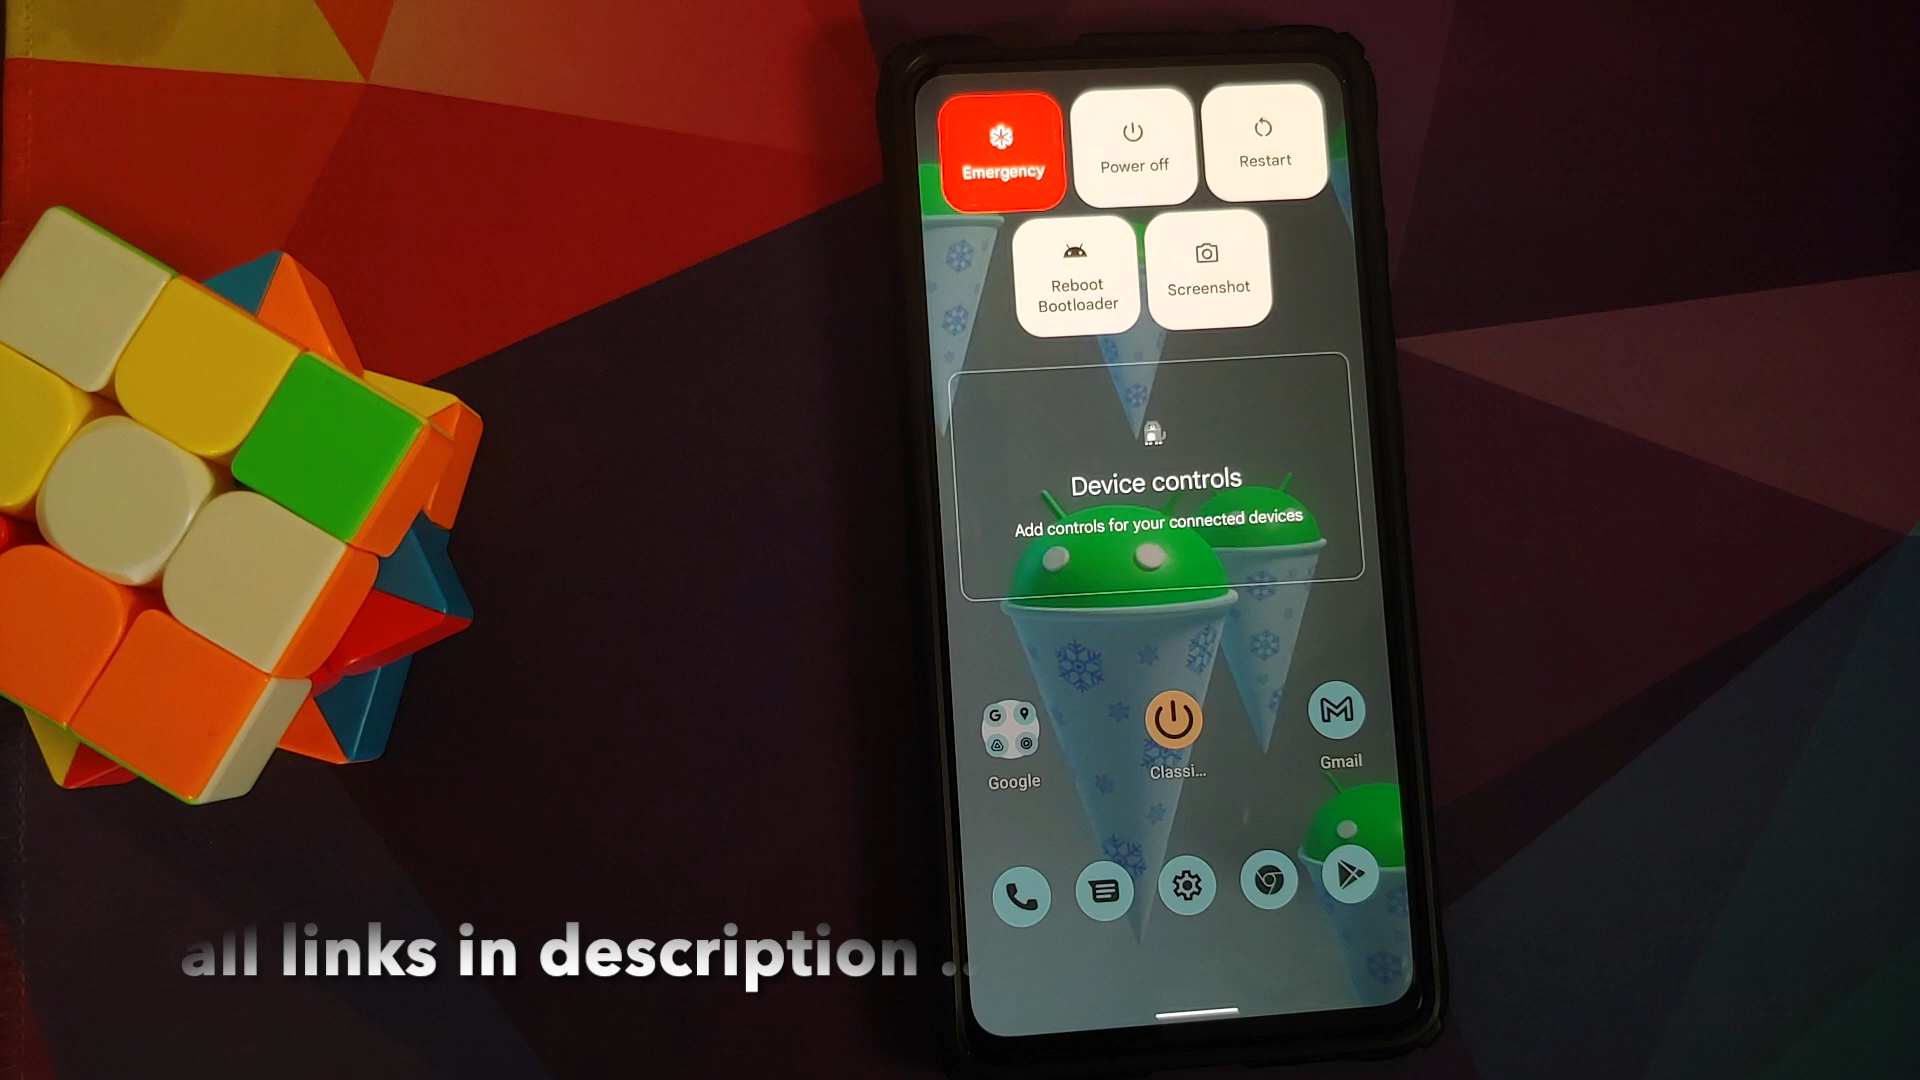 Emergency
Power off
Restart
Reboot
Bootloader
Screenshot
Device controls
Add controls for your connected devices
Google
Classi...
Gmail
all links in description ..